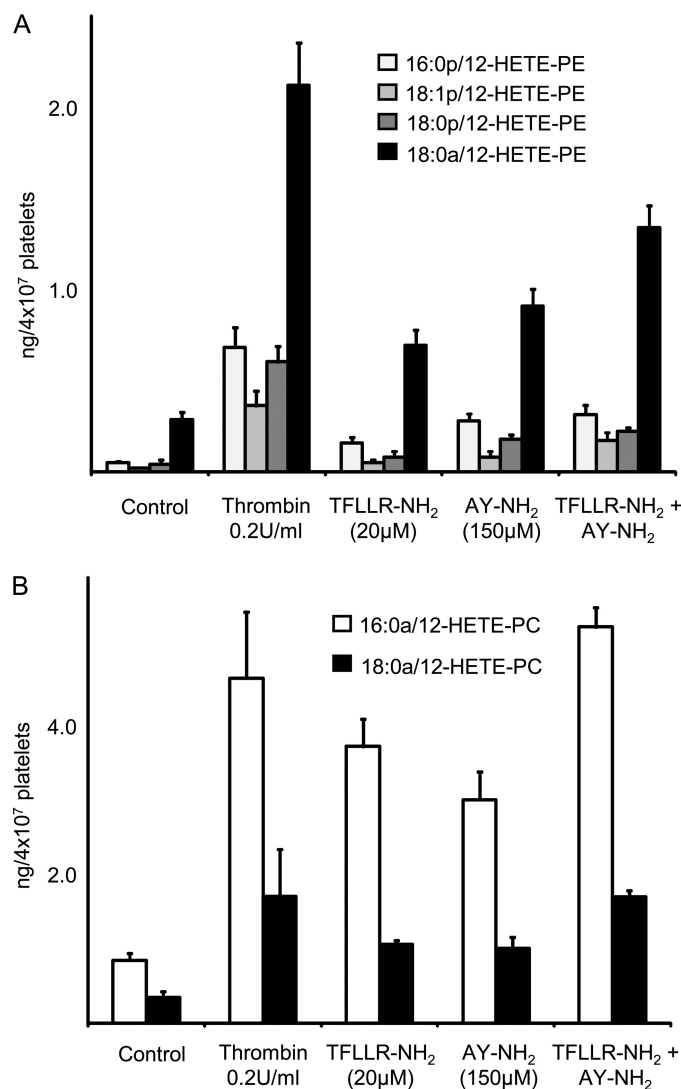 A
2.0
1.0
ng/4x10⁷ platelets
16:0p/12-HETE-PE
18:1p/12-HETE-PE
18:0p/12-HETE-PE
18:0a/12-HETE-PE
Control
Thrombin
0.2U/ml
TFLLR-NH₂
(20μM)
AY-NH₂
(150μM)
TFLLR-NH₂ +
AY-NH₂
B
4.0
2.0
ng/4x10⁷ platelets
16:0a/12-HETE-PC
18:0a/12-HETE-PC
Control
Thrombin
0.2U/ml
TFLLR-NH₂
(20μM)
AY-NH₂
(150μM)
TFLLR-NH₂ +
AY-NH₂